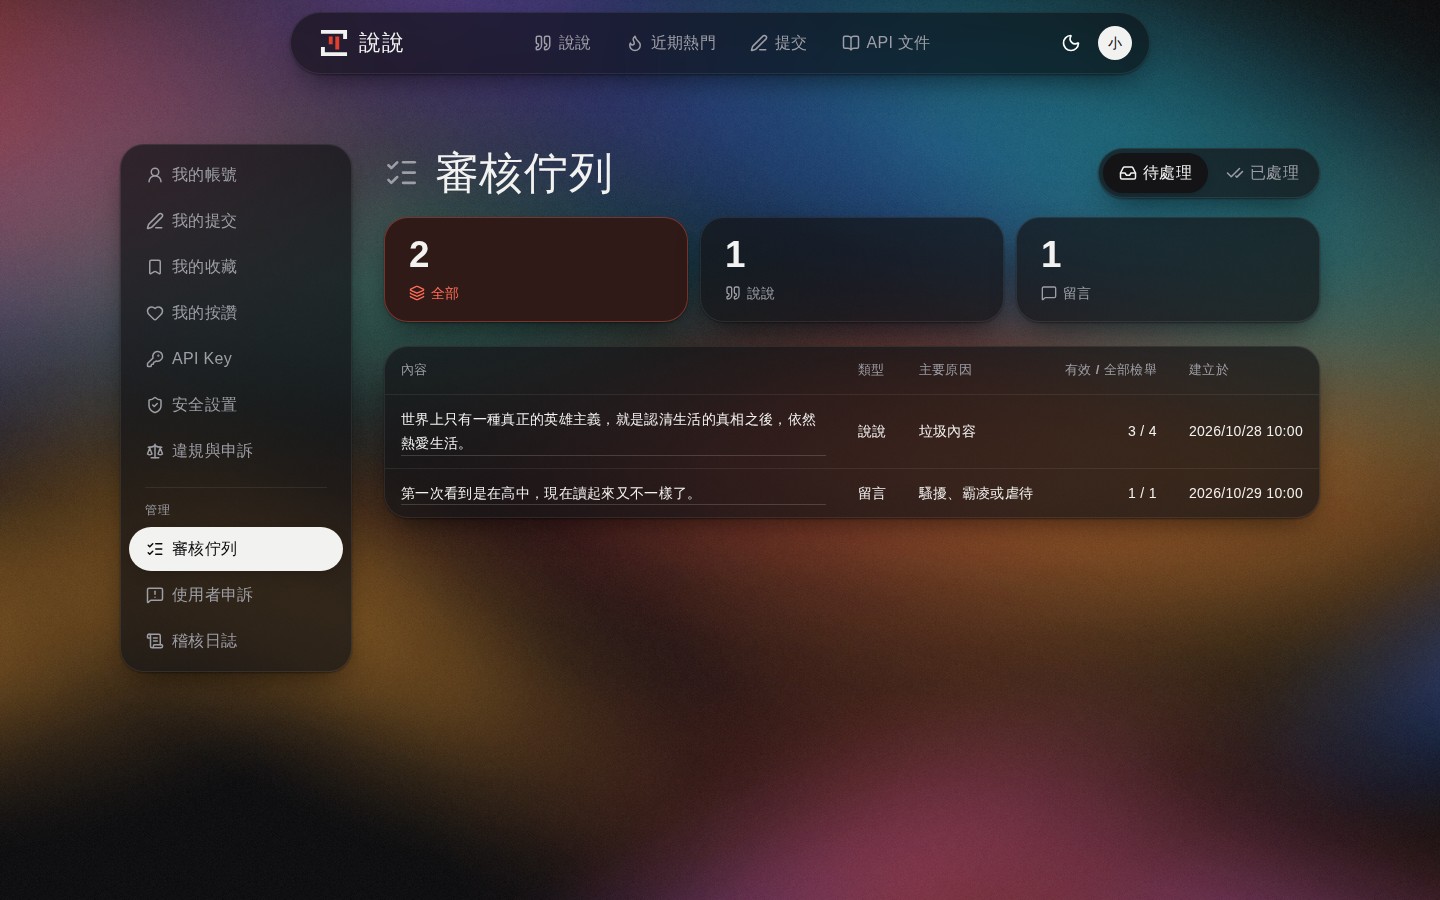 說說
說說
近期熱門
提交
API 文件
小
我的帳號
我的提交
我的收藏
我的按讚
API Key
安全設置
違規與申訴
管理
審核佇列
使用者申訴
稽核日誌
審核佇列
待處理
已處理
2
全部
1
說說
1
留言
內容
類型
主要原因
有效 / 全部檢舉
建立於
世界上只有一種真正的英雄主義，就是認清生活的真相之後，依然
熱愛生活。
說說
垃圾內容
3 / 4
2026/10/28 10:00
第一次看到是在高中，現在讀起來又不一樣了。
留言
騷擾、霸凌或虐待
1 / 1
2026/10/29 10:00